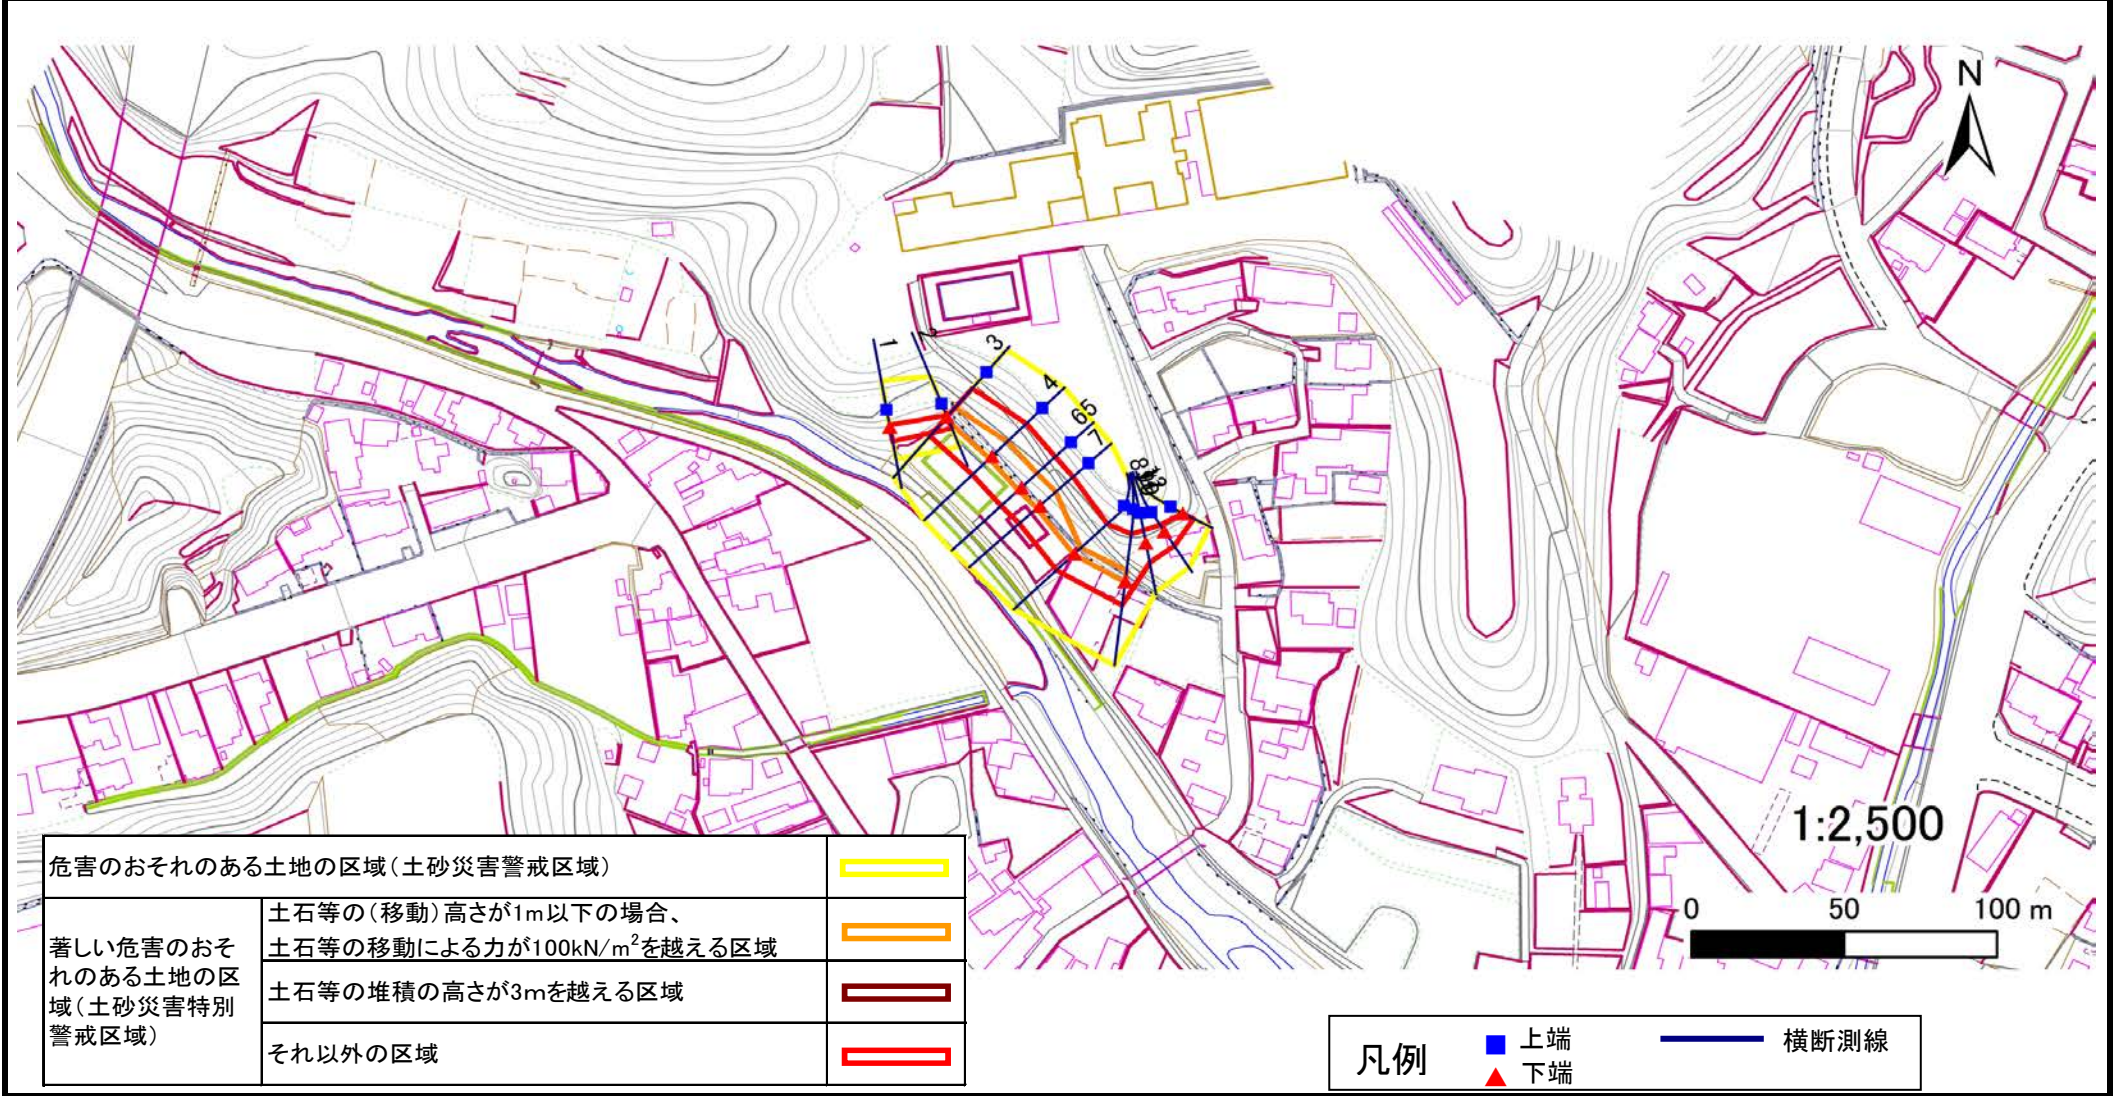 N
1
2
3
4
5
6
7
8
1:2,500
0 50 100 m
危害のおそれのある土地の区域(土砂災害警戒区域)
著しい危害のおそ
れのある土地の区
域(土砂災害特別
警戒区域)
土石等の(移動)高さが1m以下の場合、
土石等の移動による力が100kN/m²を越える区域
土石等の堆積の高さが3mを越える区域
それ以外の区域
凡例
上端
下端
横断測線